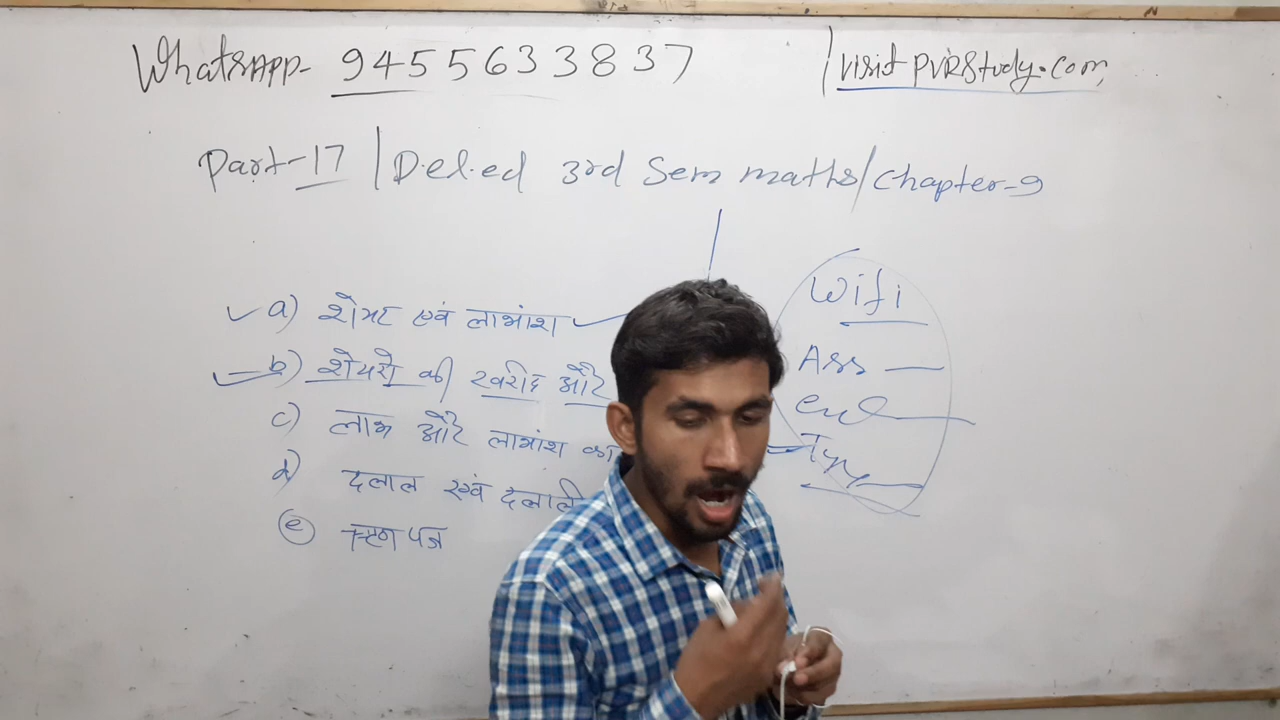 WhatsApp- 9455633837 | visit PVRStudy.com
Part-17 | D.el.ed 3rd Sem maths / Chapter-9
a) शेयर एवं लाभांश
b) शेयरो की खरीद और
c) लाभ और लाभांश का
d) दलाल एवं दलाली
e) ऋण पत्र
Wifi
Ass